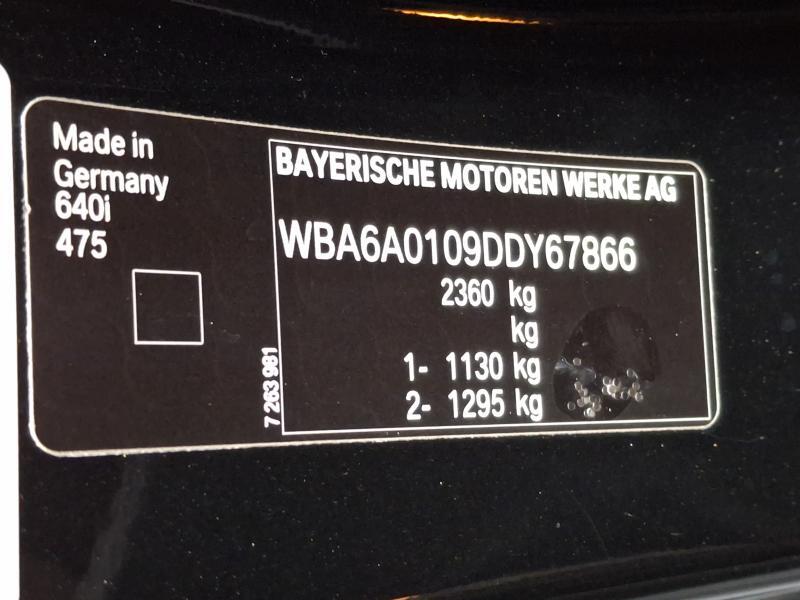 Made in
Germany
640i
475
BAYERISCHE MOTOREN WERKE AG
WBA6A0109DDY67866
2360 kg
kg
1- 1130 kg
2- 1295 kg
7 263 981